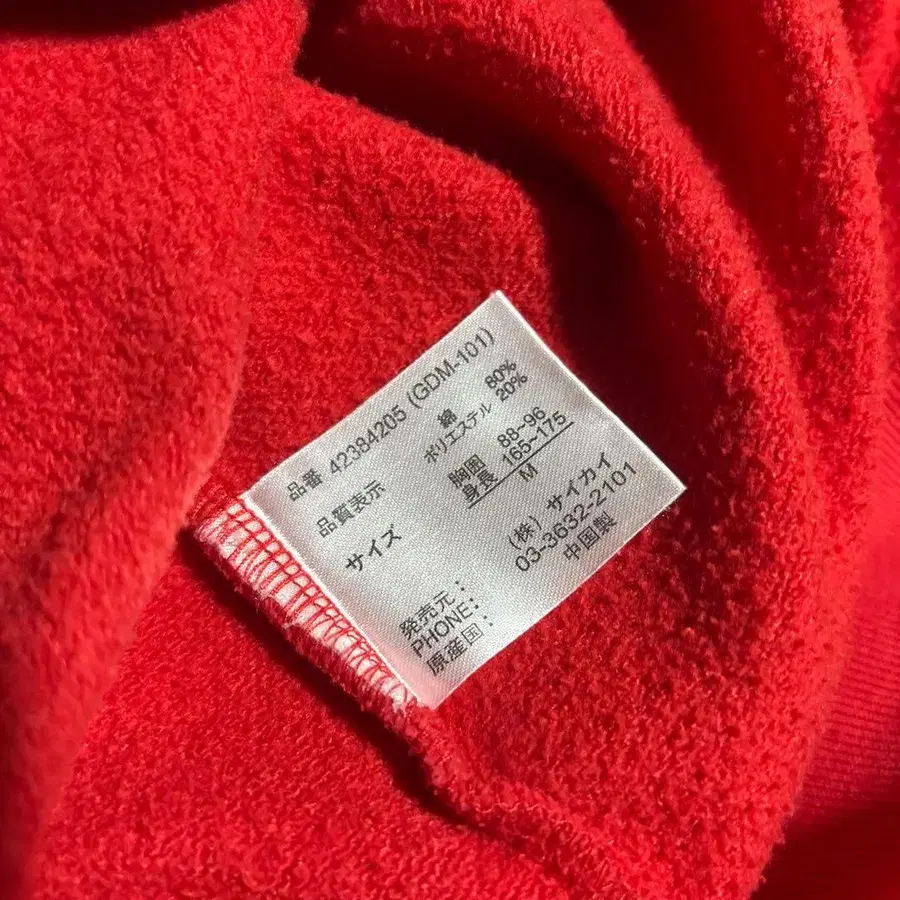 品番 42384205 (GDM-101)
品質表示 綿 80%
ポリエステル 20%
サイズ 胸囲 88-96
身長 165-175
M
発売元: (株) サイカイ
PHONE: 03-3632-2101
原産国: 中国製